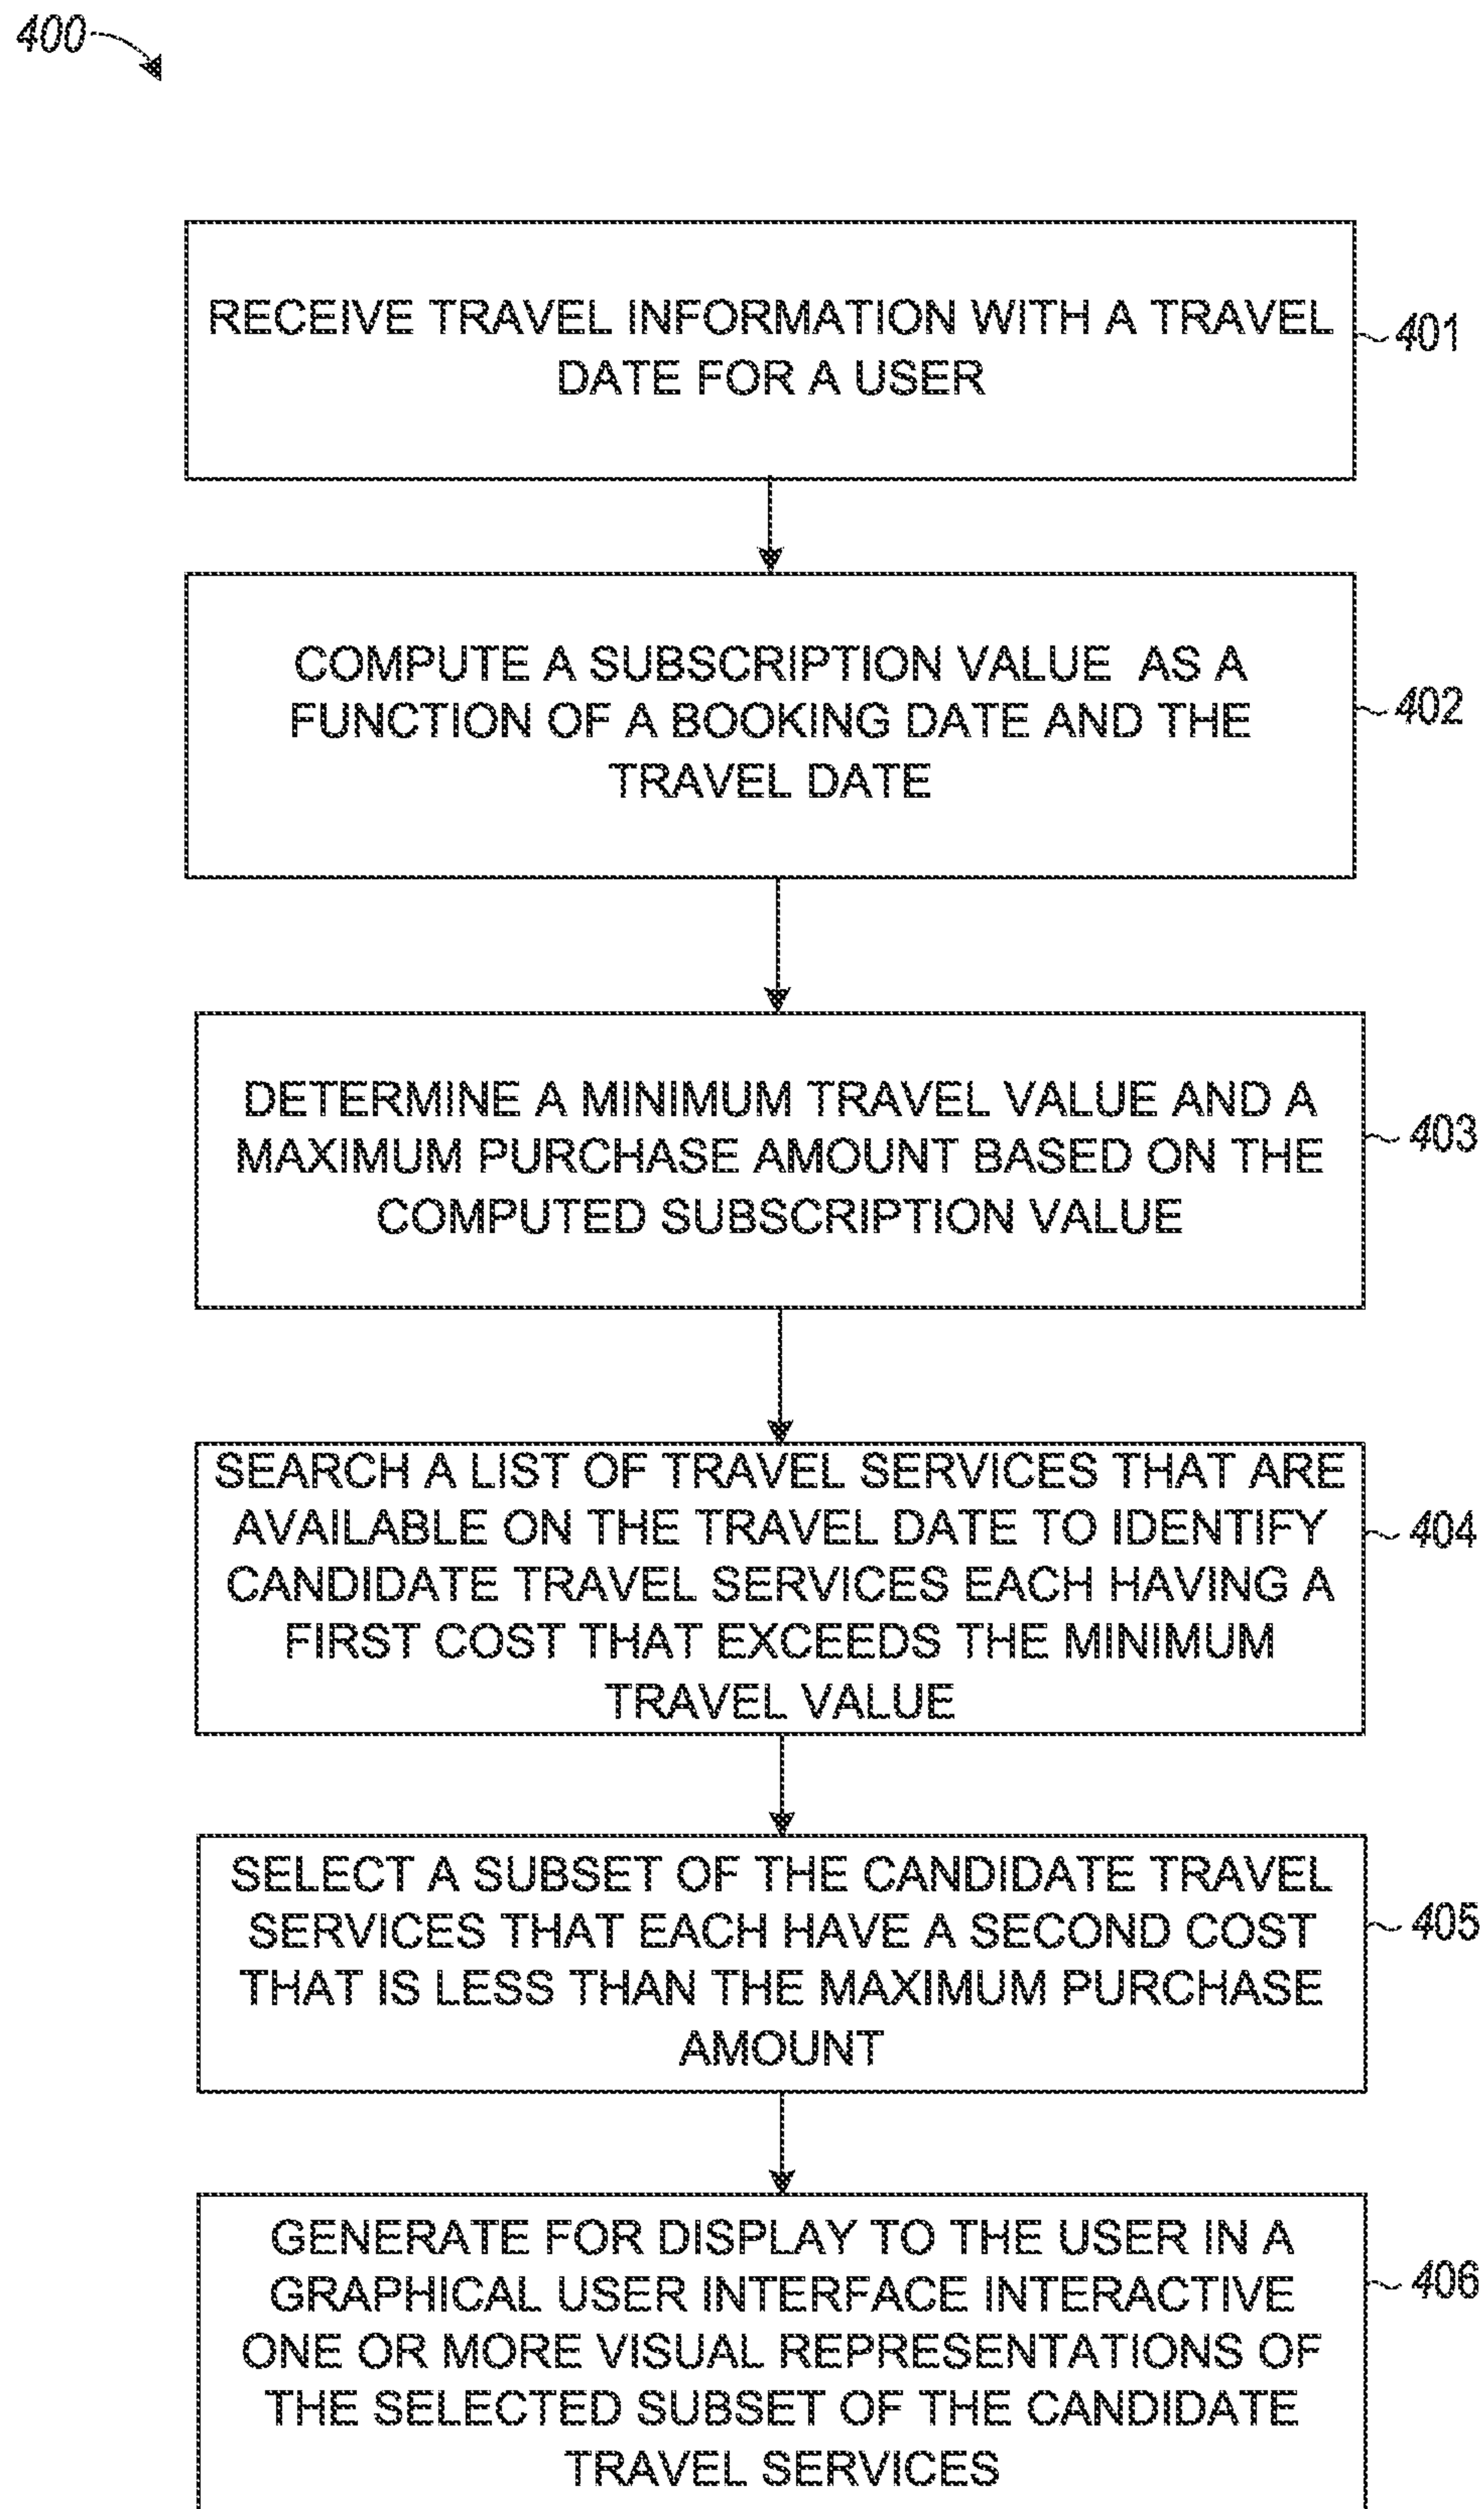 400
RECEIVE TRAVEL INFORMATION WITH A TRAVEL
DATE FOR A USER
401
COMPUTE A SUBSCRIPTION VALUE AS A
FUNCTION OF A BOOKING DATE AND THE
TRAVEL DATE
402
DETERMINE A MINIMUM TRAVEL VALUE AND A
MAXIMUM PURCHASE AMOUNT BASED ON THE
COMPUTED SUBSCRIPTION VALUE
403
SEARCH A LIST OF TRAVEL SERVICES THAT ARE
AVAILABLE ON THE TRAVEL DATE TO IDENTIFY
CANDIDATE TRAVEL SERVICES EACH HAVING A
FIRST COST THAT EXCEEDS THE MINIMUM
TRAVEL VALUE
404
SELECT A SUBSET OF THE CANDIDATE TRAVEL
SERVICES THAT EACH HAVE A SECOND COST
THAT IS LESS THAN THE MAXIMUM PURCHASE
AMOUNT
405
GENERATE FOR DISPLAY TO THE USER IN A
GRAPHICAL USER INTERFACE INTERACTIVE
ONE OR MORE VISUAL REPRESENTATIONS OF
THE SELECTED SUBSET OF THE CANDIDATE
TRAVEL SERVICES
406